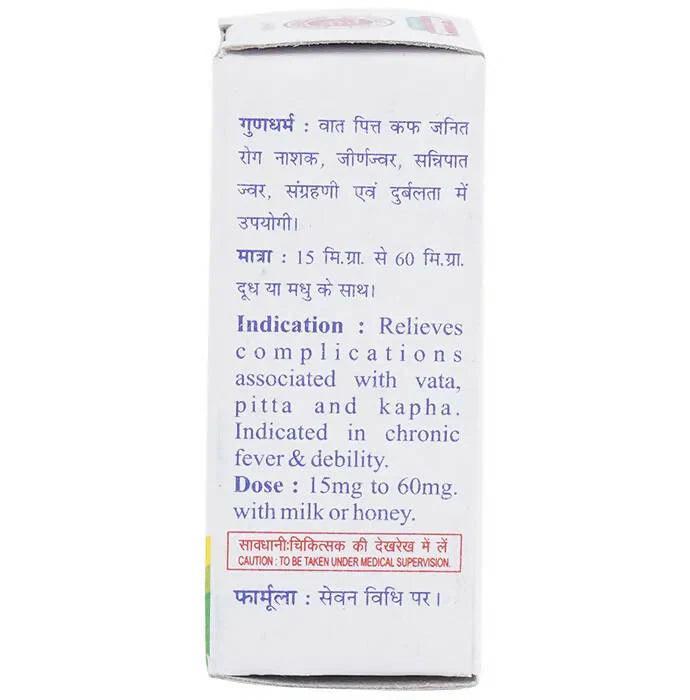 गुणधर्म : वात पित्त कफ जनित
रोग नाशक, जीर्णज्वर, सन्निपात
ज्वर, संग्रहणी एवं दुर्बलता में
उपयोगी।
मात्रा : 15 मि.ग्रा. से 60 मि.ग्रा.
दूध या मधु के साथ।
Indication : Relieves
complications
associated with vata,
pitta and kapha.
Indicated in chronic
fever & debility.
Dose : 15mg to 60mg.
with milk or honey.
सावधानी:चिकित्सक की देखरेख में लें
CAUTION : TO BE TAKEN UNDER MEDICAL SUPERVISION.
फार्मूला : सेवन विधि पर।